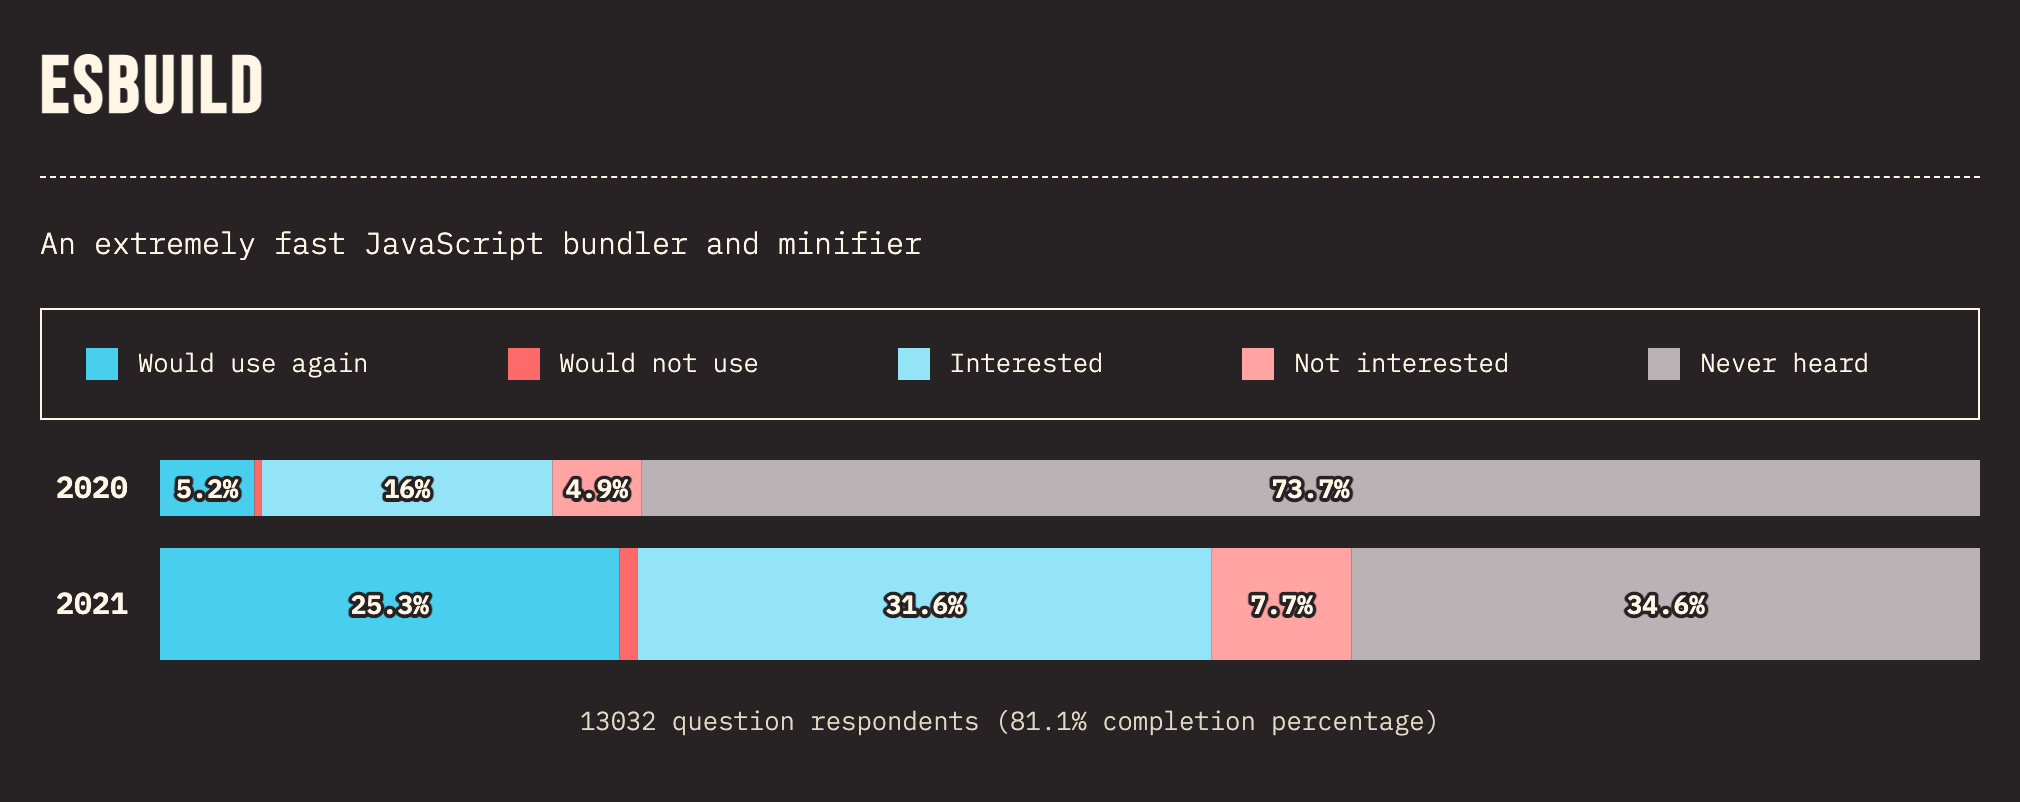 ESBUILD
An extremely fast JavaScript bundler and minifier
Would use again Would not use Interested Not interested Never heard
2020 5.2% 16% 4.9% 73.7%
2021 25.3% 31.6% 7.7% 34.6%
13032 question respondents (81.1% completion percentage)